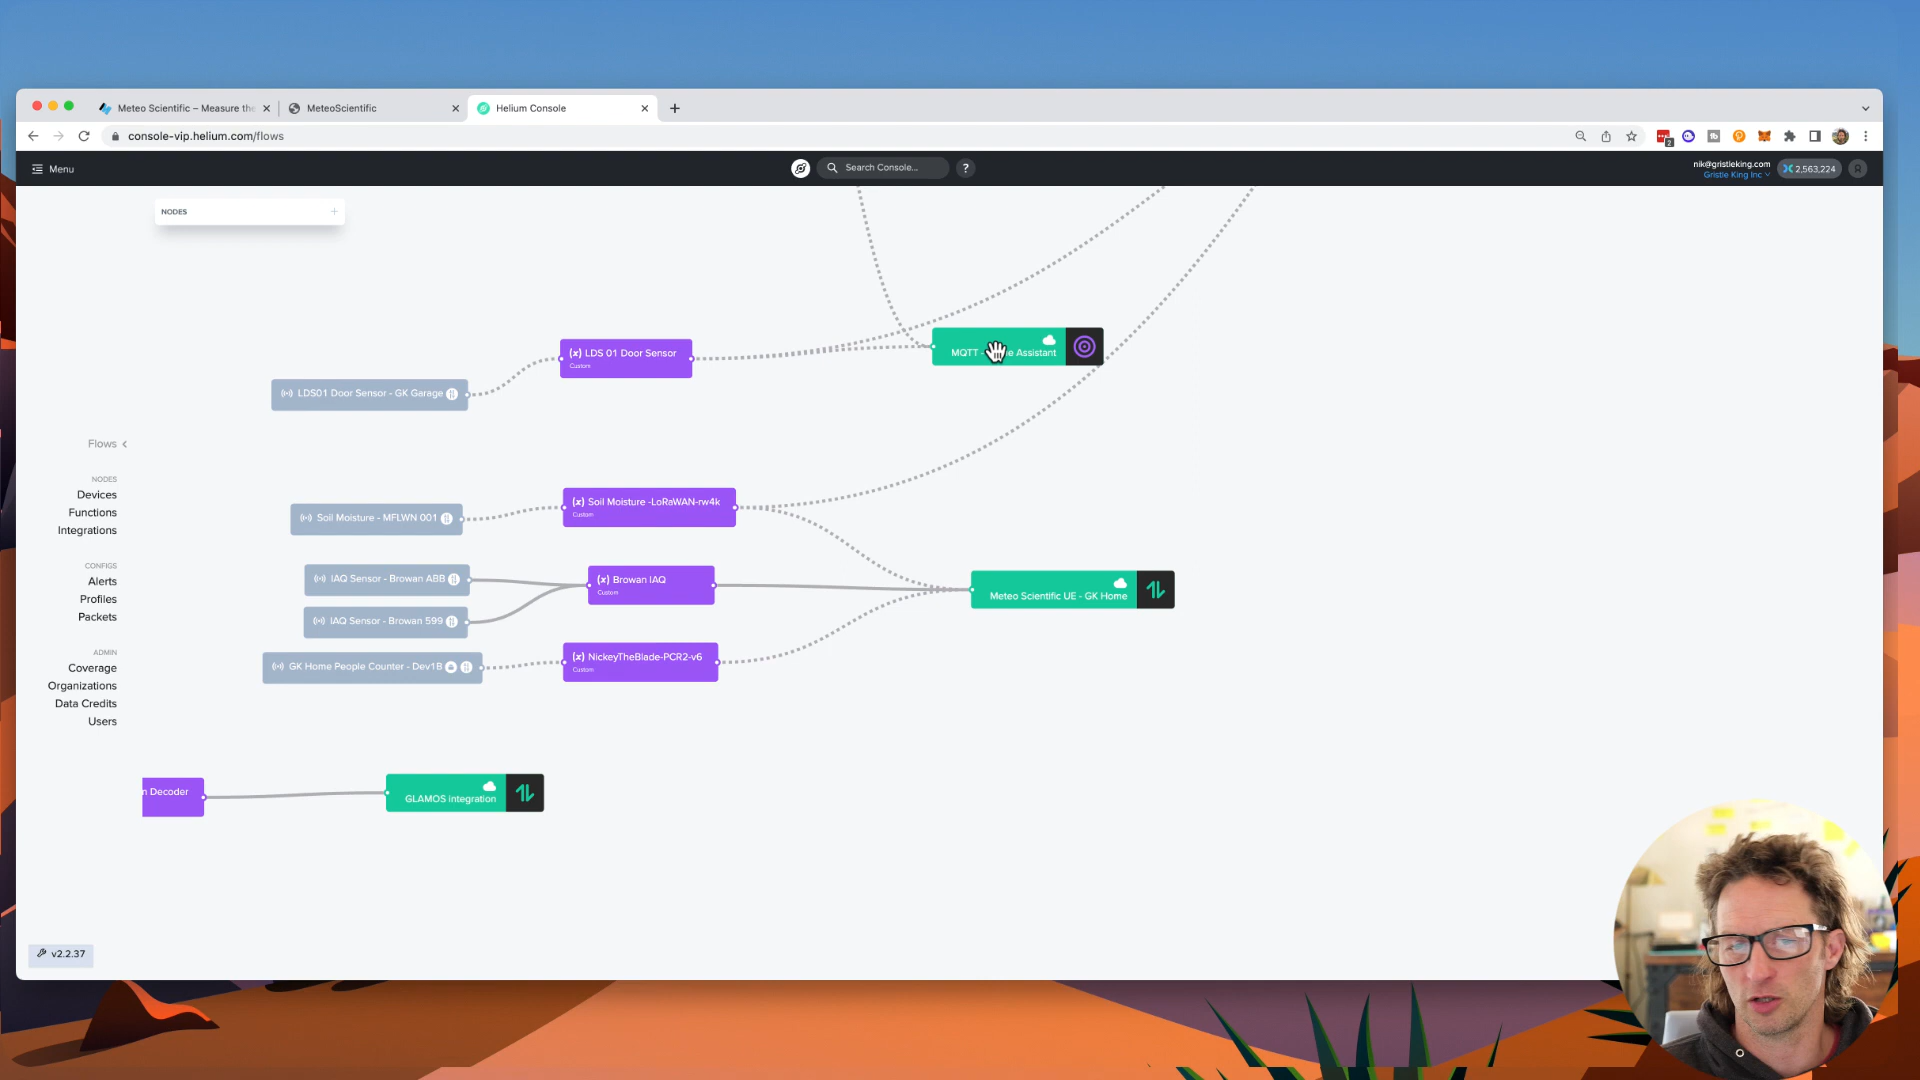 Meteo Scientific – Measure the
MeteoScientific
Helium Console
console-vip.helium.com/flows
Menu
Search Console...
?
nik@gristleking.com
Gristle King Inc
2,563,224
NODES
LDS 01 Door Sensor
Custom
MQTT - e Assistant
LDS01 Door Sensor - GK Garage
Flows
NODES
Devices
Functions
Integrations
CONFIGS
Alerts
Profiles
Packets
ADMIN
Coverage
Organizations
Data Credits
Users
(x) Soil Moisture -LoRaWAN-rw4k
Custom
Soil Moisture - MFLWN 001
IAQ Sensor - Browan ABB
(x) Browan IAQ
Custom
Meteo Scientific UE - GK Home
IAQ Sensor - Browan 599
GK Home People Counter - Dev1B
(x) NickeyTheBlade-PCR2-v6
Custom
n Decoder
GLAMOS integration
v2.2.37